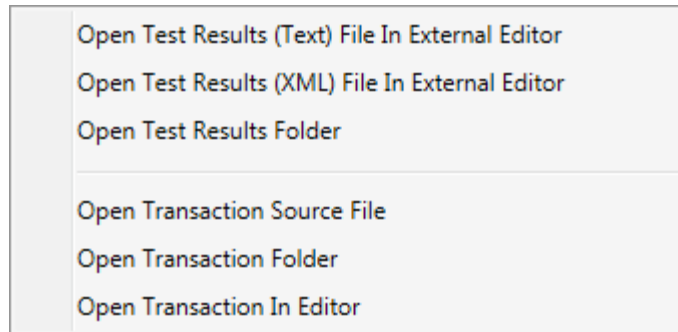 Open Test Results (Text) File In External Editor
Open Test Results (XML) File In External Editor
Open Test Results Folder
Open Transaction Source File
Open Transaction Folder
Open Transaction In Editor